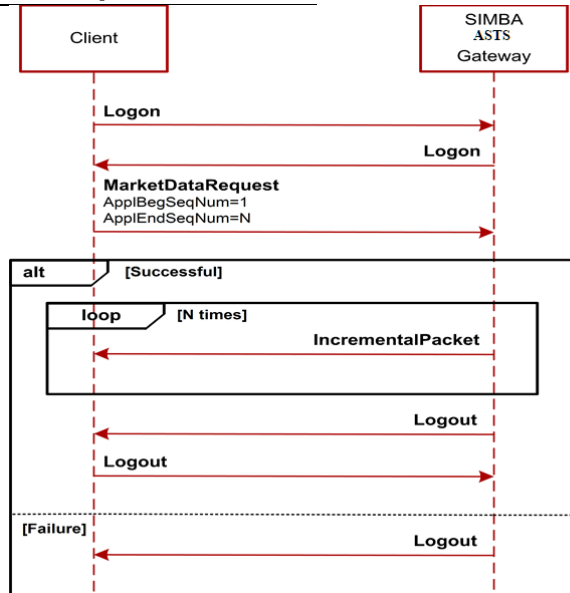 Client
SIMBA
ASTS
Gateway
Logon
Logon
MarketDataRequest
ApplBegSeqNum=1
ApplEndSeqNum=N
alt
[Successful]
loop
[N times]
IncrementalPacket
Logout
Logout
[Failure]
Logout